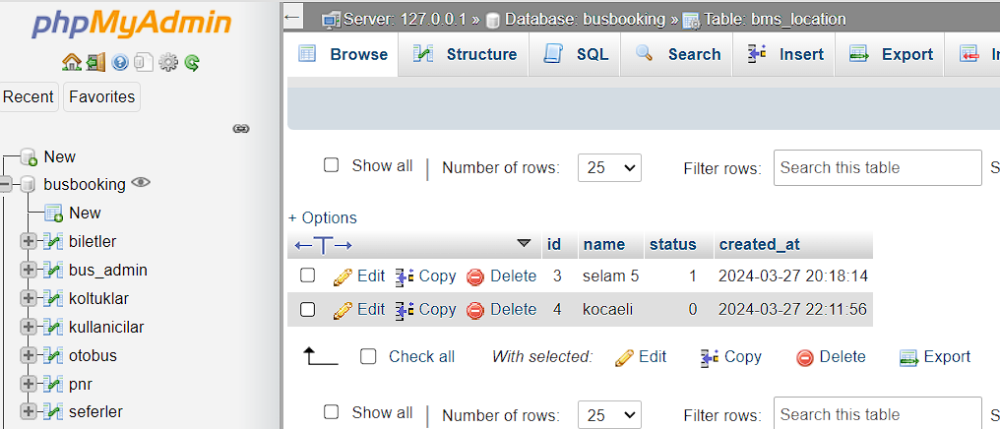 phpMyAdmin
Recent Favorites
New
busbooking
New
biletler
bus_admin
koltuklar
kullanicilar
otobus
pnr
seferler
Server: 127.0.0.1 » Database: busbooking » Table: bms_location
Browse Structure SQL Search Insert Export
Show all Number of rows: 25 Filter rows: Search this table
+ Options
id name status created_at
Edit Copy Delete 3 selam 5 1 2024-03-27 20:18:14
Edit Copy Delete 4 kocaeli 0 2024-03-27 22:11:56
Check all With selected: Edit Copy Delete Export
Show all Number of rows: 25 Filter rows: Search this table